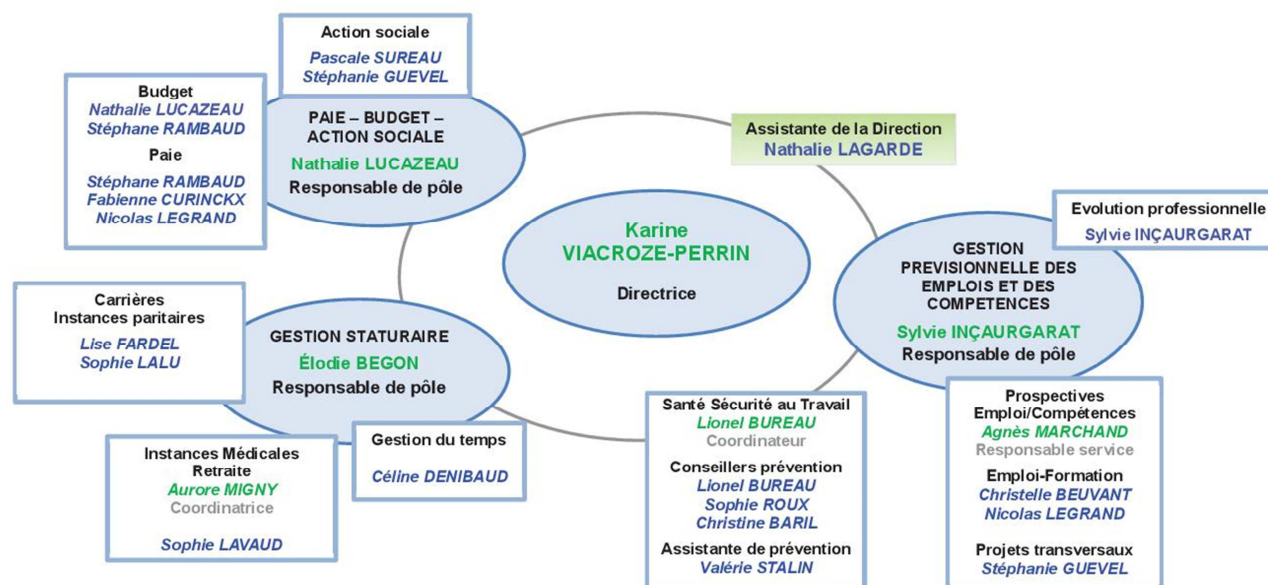 Action sociale
Pascale SUREAU
Stéphanie GUEVEL
Budget
Nathalie LUCAZEAU
Stéphane RAMBAUD
Paie
Stéphane RAMBAUD
Fabienne CURINCKX
Nicolas LEGRAND
PAIE – BUDGET –
ACTION SOCIALE
Nathalie LUCAZEAU
Responsable de pôle
Assistante de la Direction
Nathalie LAGARDE
Karine
VIACROZE-PERRIN
Directrice
Evolution professionnelle
Sylvie INÇAURGARAT
GESTION
PREVISIONNELLE DES
EMPLOIS ET DES
COMPETENCES
Sylvie INÇAURGARAT
Responsable de pôle
Carrières
Instances paritaires
Lise FARDEL
Sophie LALU
GESTION STATURAIRE
Élodie BEGON
Responsable de pôle
Instances Médicales
Retraite
Aurore MIGNY
Coordinatrice
Sophie LAVAUD
Gestion du temps
Céline DENIBAUD
Santé Sécurité au Travail
Lionel BUREAU
Coordinateur
Conseillers prévention
Lionel BUREAU
Sophie ROUX
Christine BARIL
Assistante de prévention
Valérie STALIN
Prospectives
Emploi/Compétences
Agnès MARCHAND
Responsable service
Emploi-Formation
Christelle BEUVANT
Nicolas LEGRAND
Projets transversaux
Stéphanie GUEVEL